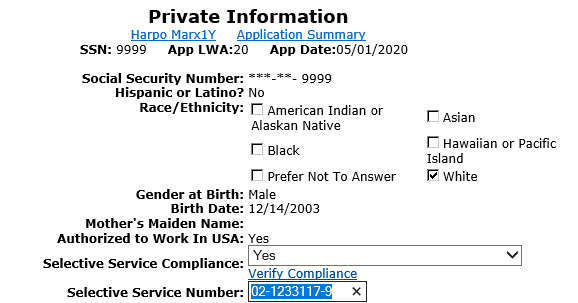 Private Information
Harpo Marx1Y Application Summary
SSN: 9999 App LWA:20 App Date:05/01/2020
Social Security Number: ***-**- 9999
Hispanic or Latino? No
Race/Ethnicity: American Indian or Alaskan Native
Asian
Black
Hawaiian or Pacific Island
Prefer Not To Answer
White
Gender at Birth: Male
Birth Date: 12/14/2003
Mother's Maiden Name:
Authorized to Work In USA: Yes
Selective Service Compliance: Yes
Verify Compliance
Selective Service Number: 02-1233117-9